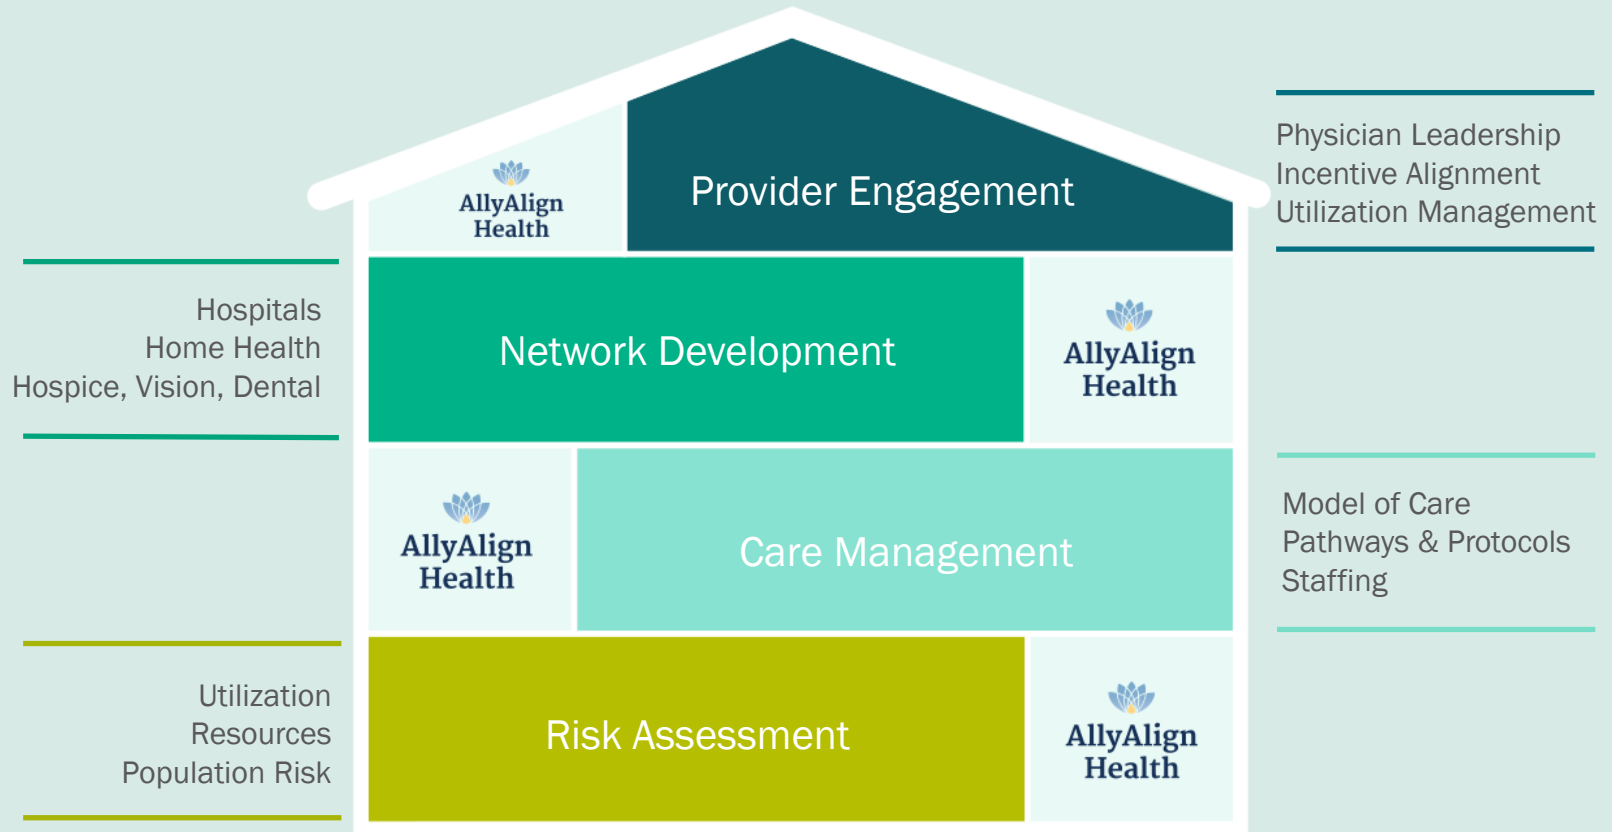 AllyAlign
Health
Provider Engagement
Physician Leadership
Incentive Alignment
Utilization Management
Hospitals
Home Health
Hospice, Vision, Dental
Network Development
AllyAlign
Health
AllyAlign
Health
Care Management
Model of Care
Pathways & Protocols
Staffing
Utilization
Resources
Population Risk
Risk Assessment
AllyAlign
Health